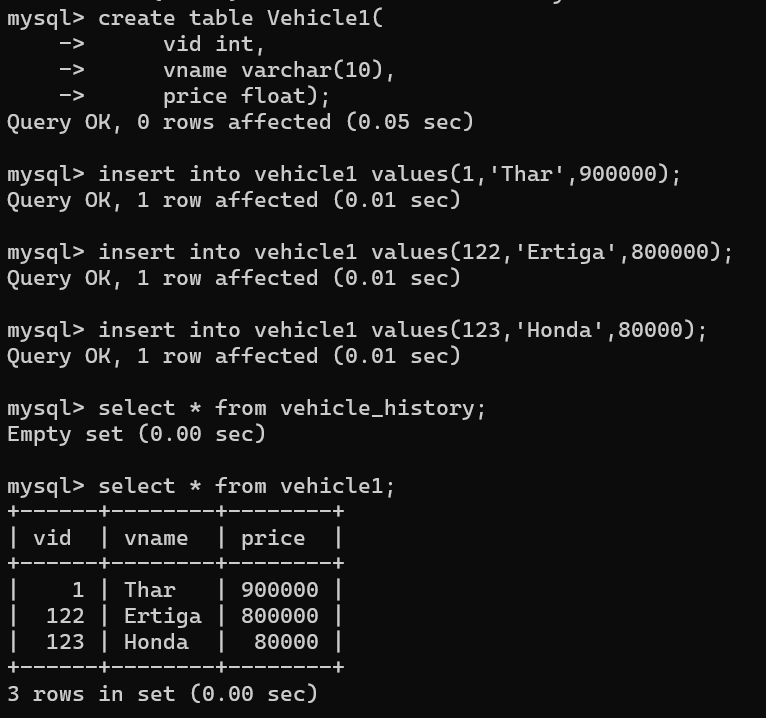 mysql> create table Vehicle1(
    ->      vid int,
    ->      vname varchar(10),
    ->      price float);
Query OK, 0 rows affected (0.05 sec)

mysql> insert into vehicle1 values(1,'Thar',900000);
Query OK, 1 row affected (0.01 sec)

mysql> insert into vehicle1 values(122,'Ertiga',800000);
Query OK, 1 row affected (0.01 sec)

mysql> insert into vehicle1 values(123,'Honda',80000);
Query OK, 1 row affected (0.01 sec)

mysql> select * from vehicle_history;
Empty set (0.00 sec)

mysql> select * from vehicle1;
+------+--------+--------+
| vid  | vname  | price  |
+------+--------+--------+
|    1 | Thar   | 900000 |
|  122 | Ertiga | 800000 |
|  123 | Honda  |  80000 |
+------+--------+--------+
3 rows in set (0.00 sec)